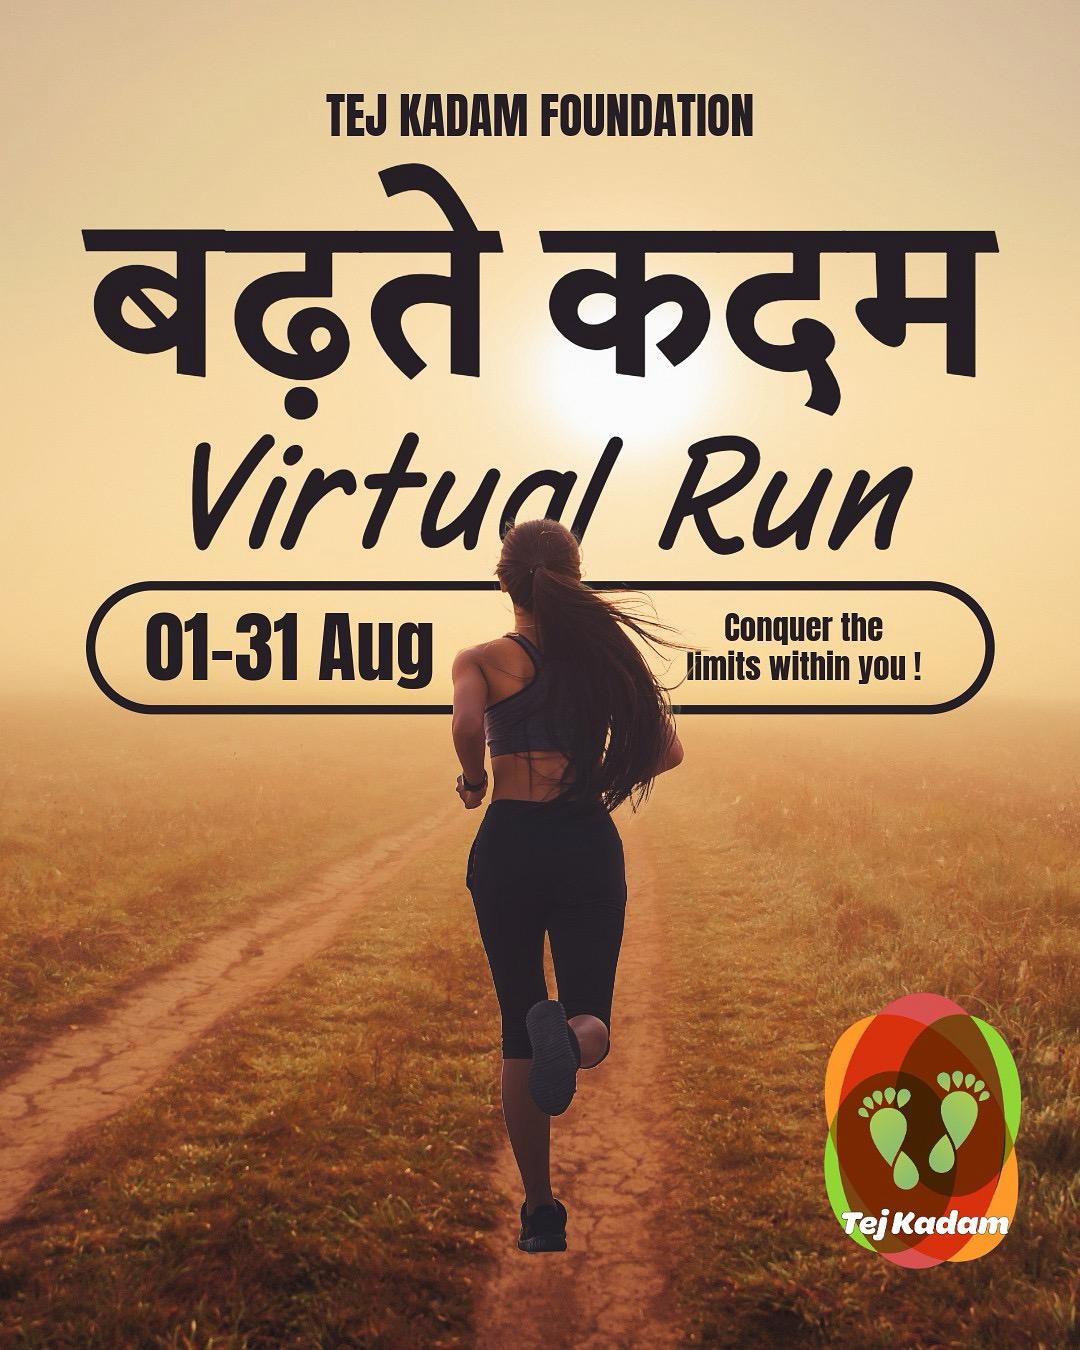 TEJ KADAM FOUNDATION
बढ़ते कदम
Virtual Run
01-31 Aug
Conquer the
limits within you !
Tej Kadam